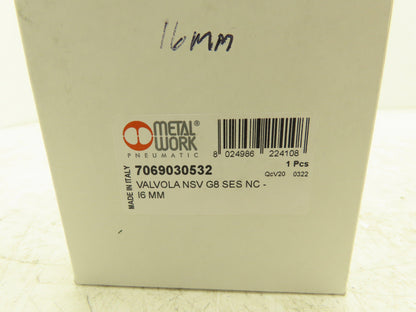 16MM
METAL®
WORK
PNEUMATIC
8 024986 224108
7069030532
1 Pcs
QcV20 0322
VALVOLA NSV G8 SES NC -
I6 MM
MADE IN ITALY